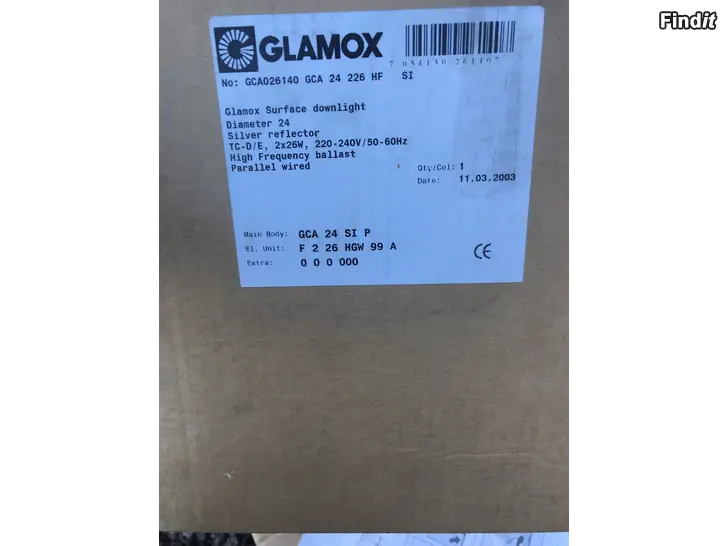 Findit
GLAMOX
7 054130 261107
No: GCA026140 GCA 24 226 HF SI
Glamox Surface downlight
Diameter 24
Silver reflector
TC-D/E, 2x26W, 220-240V/50-60Hz
High Frequency ballast
Parallel wired
Qty/Col: 1
Date: 11.03.2003
Main Body: GCA 24 SI P
El. Unit: F 2 26 HGW 99 A
Extra: 0 0 0 000
CE